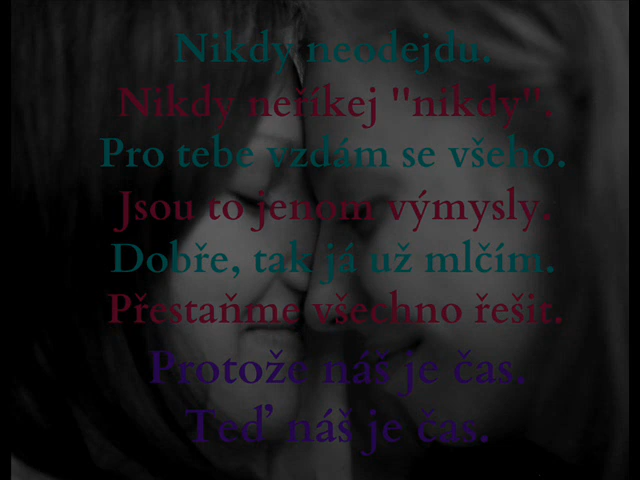 Nikdy neodejdu.
Nikdy neříkej "nikdy".
Pro tebe vzdám se všeho.
Jsou to jenom výmysly.
Dobře, tak já už mlčím.
Přestaňme všechno řešit.
Protože náš je čas.
Teď náš je čas.